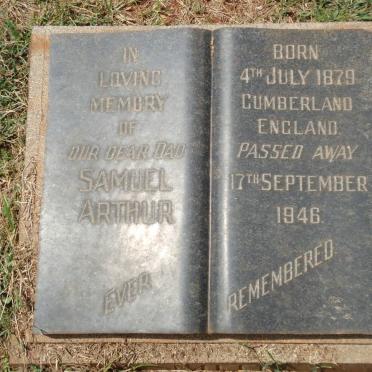 IN
LOVING
MEMORY
OF
OUR DEAR DAD
SAMUEL
ARTHUR
EVER
BORN
4TH JULY 1879
CUMBERLAND
ENGLAND.
PASSED AWAY
17TH SEPTEMBER
1946.
REMEMBERED.